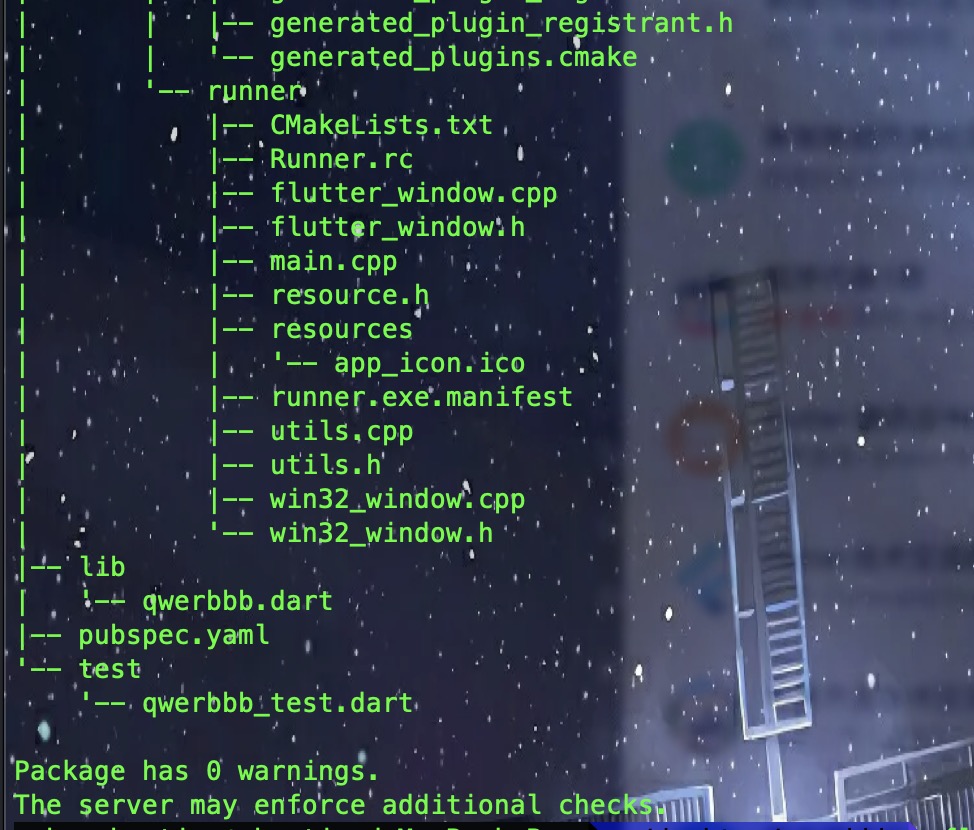 |       |   |-- generated_plugin_registrant.h
|       |   '-- generated_plugins.cmake
|       '-- runner
|           |-- CMakeLists.txt
|           |-- Runner.rc
|           |-- flutter_window.cpp
|           |-- flutter_window.h
|           |-- main.cpp
|           |-- resource.h
|           |-- resources
|           |   '-- app_icon.ico
|           |-- runner.exe.manifest
|           |-- utils.cpp
|           |-- utils.h
|           |-- win32_window.cpp
|           '-- win32_window.h
|-- lib
|   '-- qwerbbb.dart
|-- pubspec.yaml
'-- test
    '-- qwerbbb_test.dart

Package has 0 warnings.
The server may enforce additional checks.